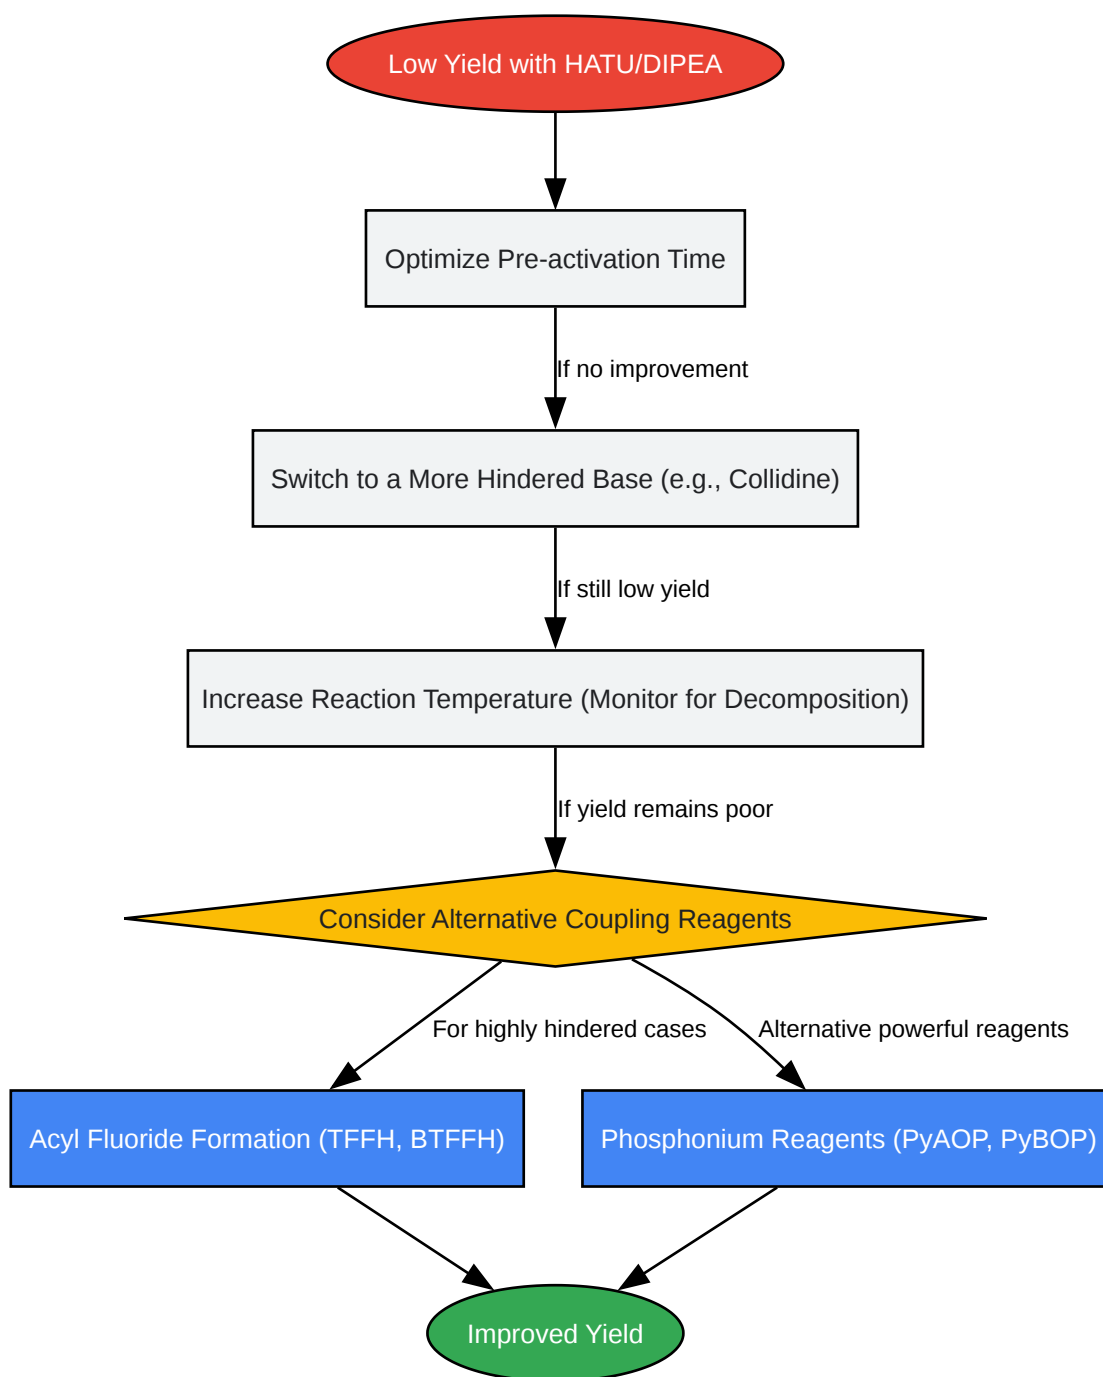 Low Yield with HATU/DIPEA
Optimize Pre-activation Time
If no improvement
Switch to a More Hindered Base (e.g., Collidine)
If still low yield
Increase Reaction Temperature (Monitor for Decomposition)
If yield remains poor
Consider Alternative Coupling Reagents
For highly hindered cases
Alternative powerful reagents
Acyl Fluoride Formation (TFFH, BTFFH)
Phosphonium Reagents (PyAOP, PyBOP)
Improved Yield